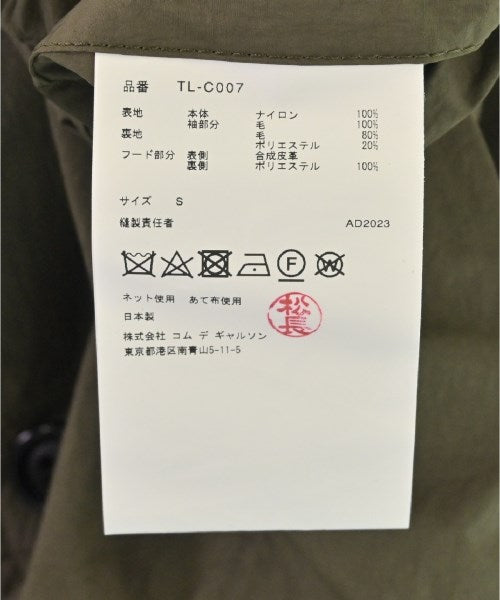 品番 TL-C007
表地 本体 ナイロン 100%
袖部分 毛 100%
裏地 毛 80%
ポリエステル 20%
フード部分 表側 合成皮革
裏側 ポリエステル 100%
サイズ S
縫製責任者 AD2023
F W
ネット使用 あて布使用
日本製
株式会社 コム デ ギャルソン
東京都港区南青山5-11-5
松長